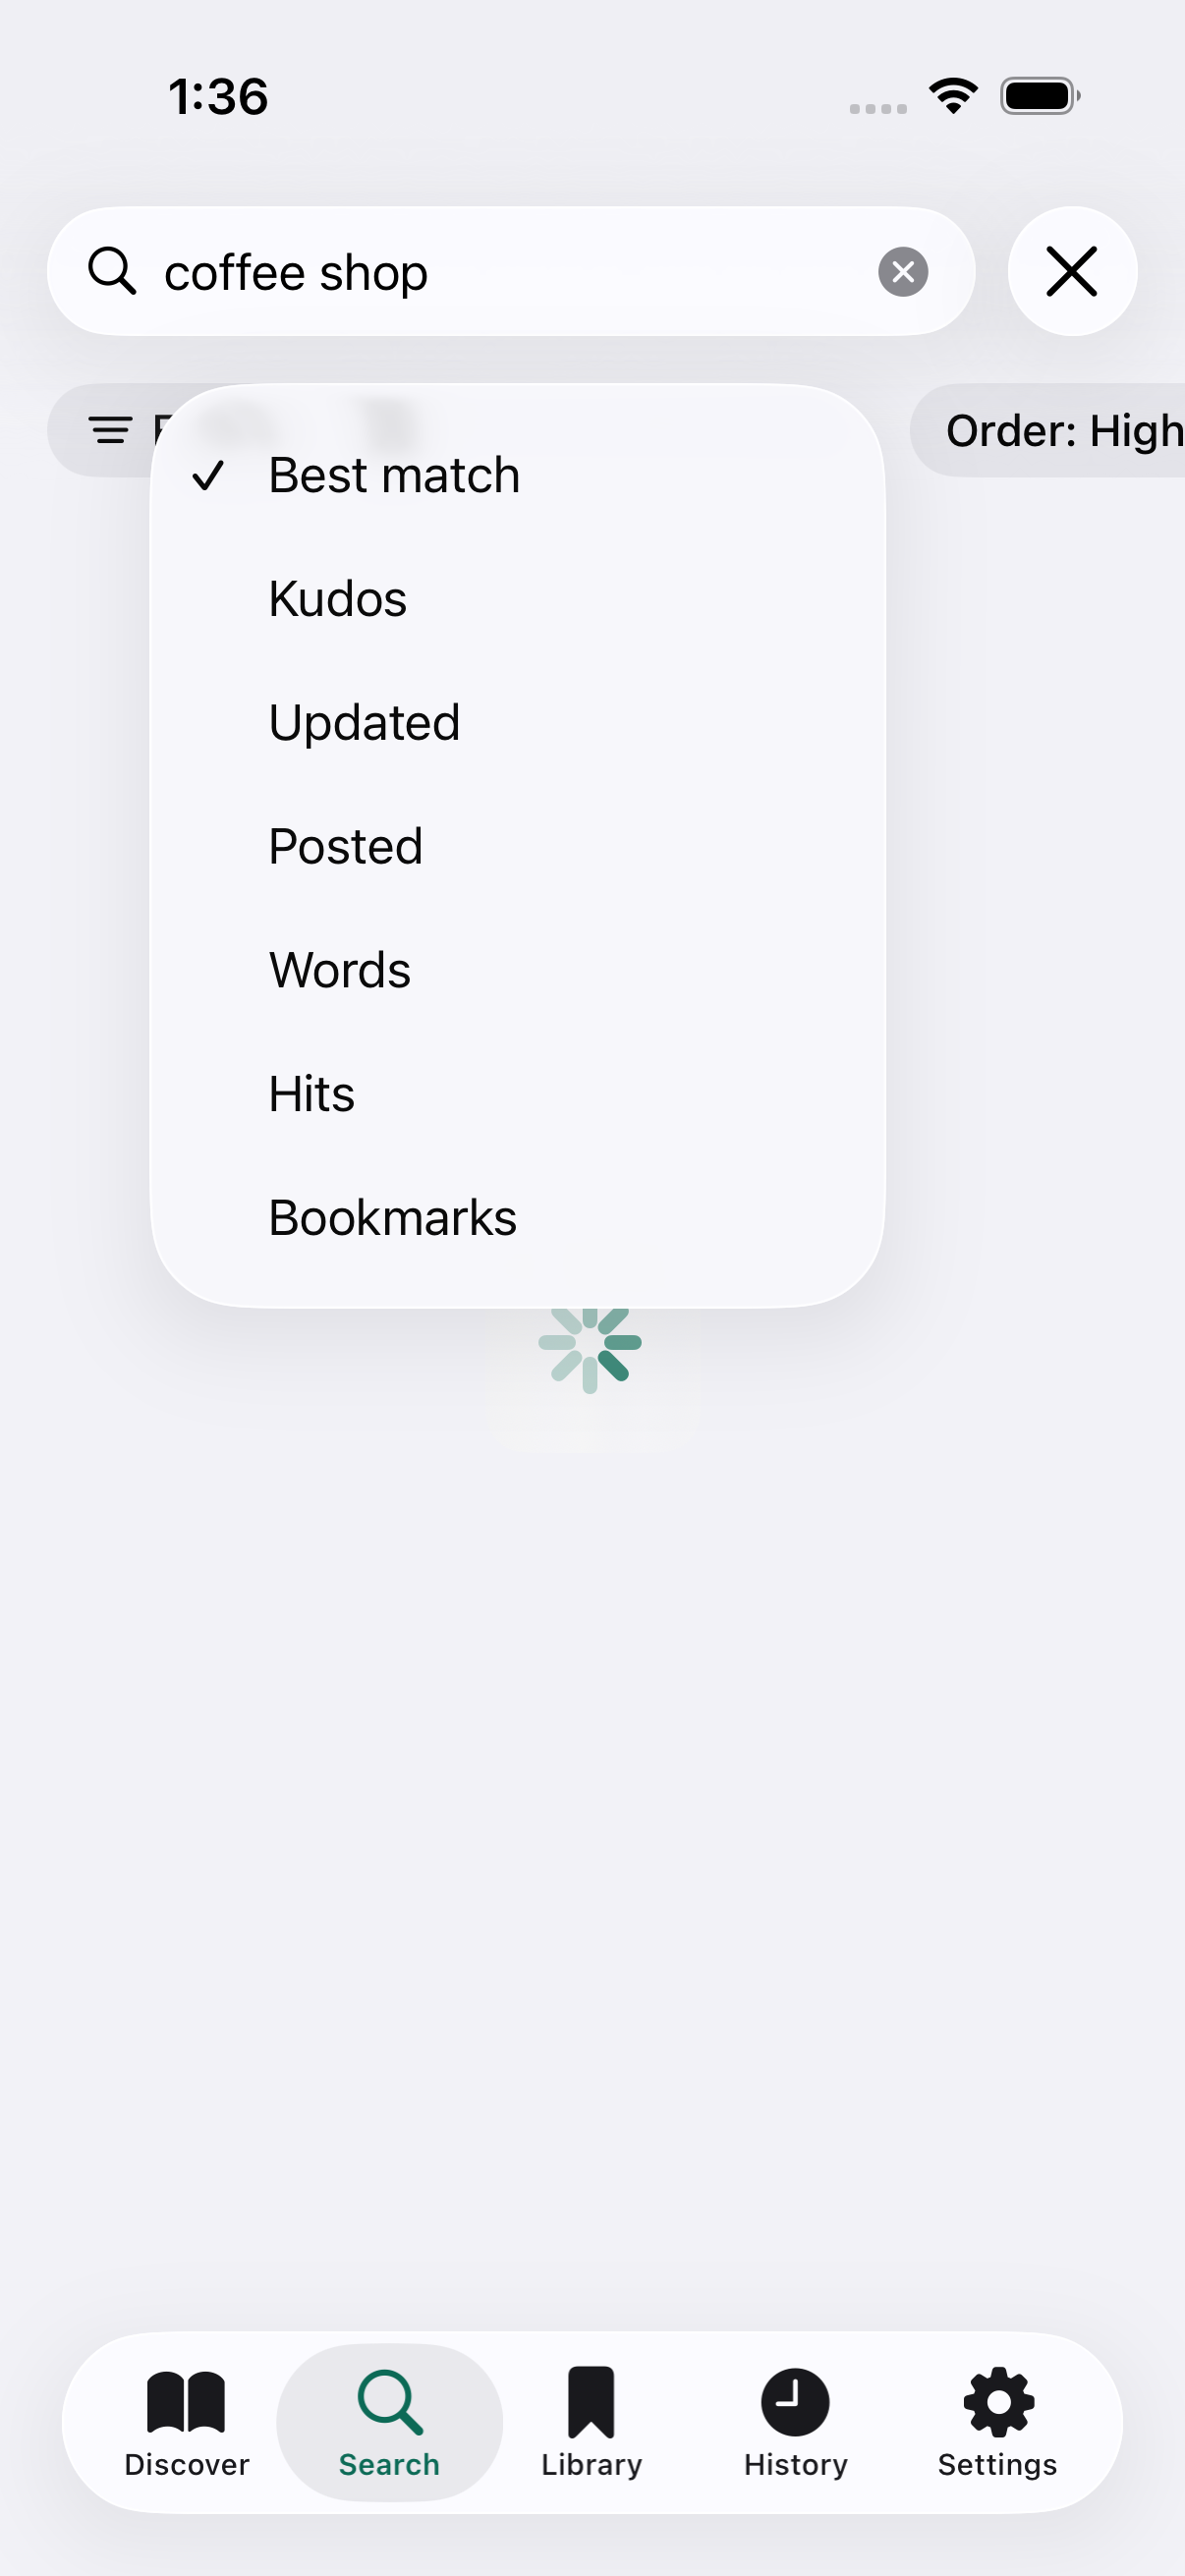 1:36
coffee shop
Order: High
Best match
Kudos
Updated
Posted
Words
Hits
Bookmarks
Discover
Search
Library
History
Settings